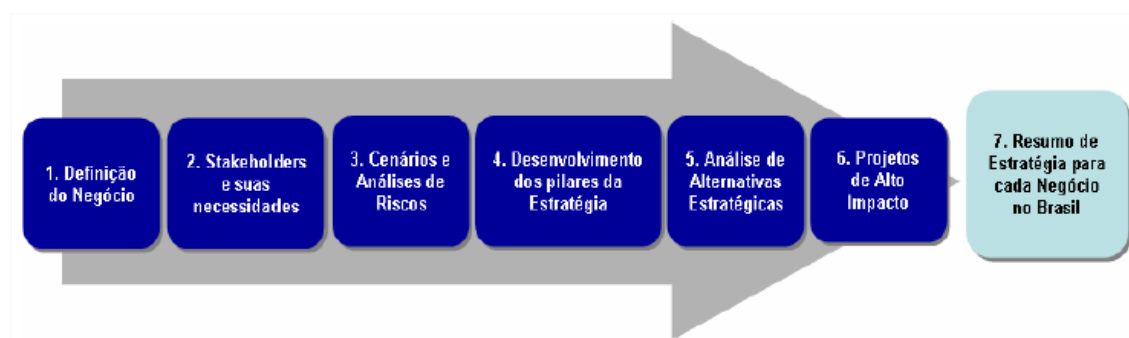 1. Definição
do Negócio
2. Stakeholders
e suas
necessidades
3. Cenários e
Análises de
Riscos
4. Desenvolvimento
dos pilares da
Estratégia
5. Análise de
Alternativas
Estratégicas
6. Projetos
de Alto
Impacto
7. Resumo de
Estratégia para
cada Negócio
no Brasil